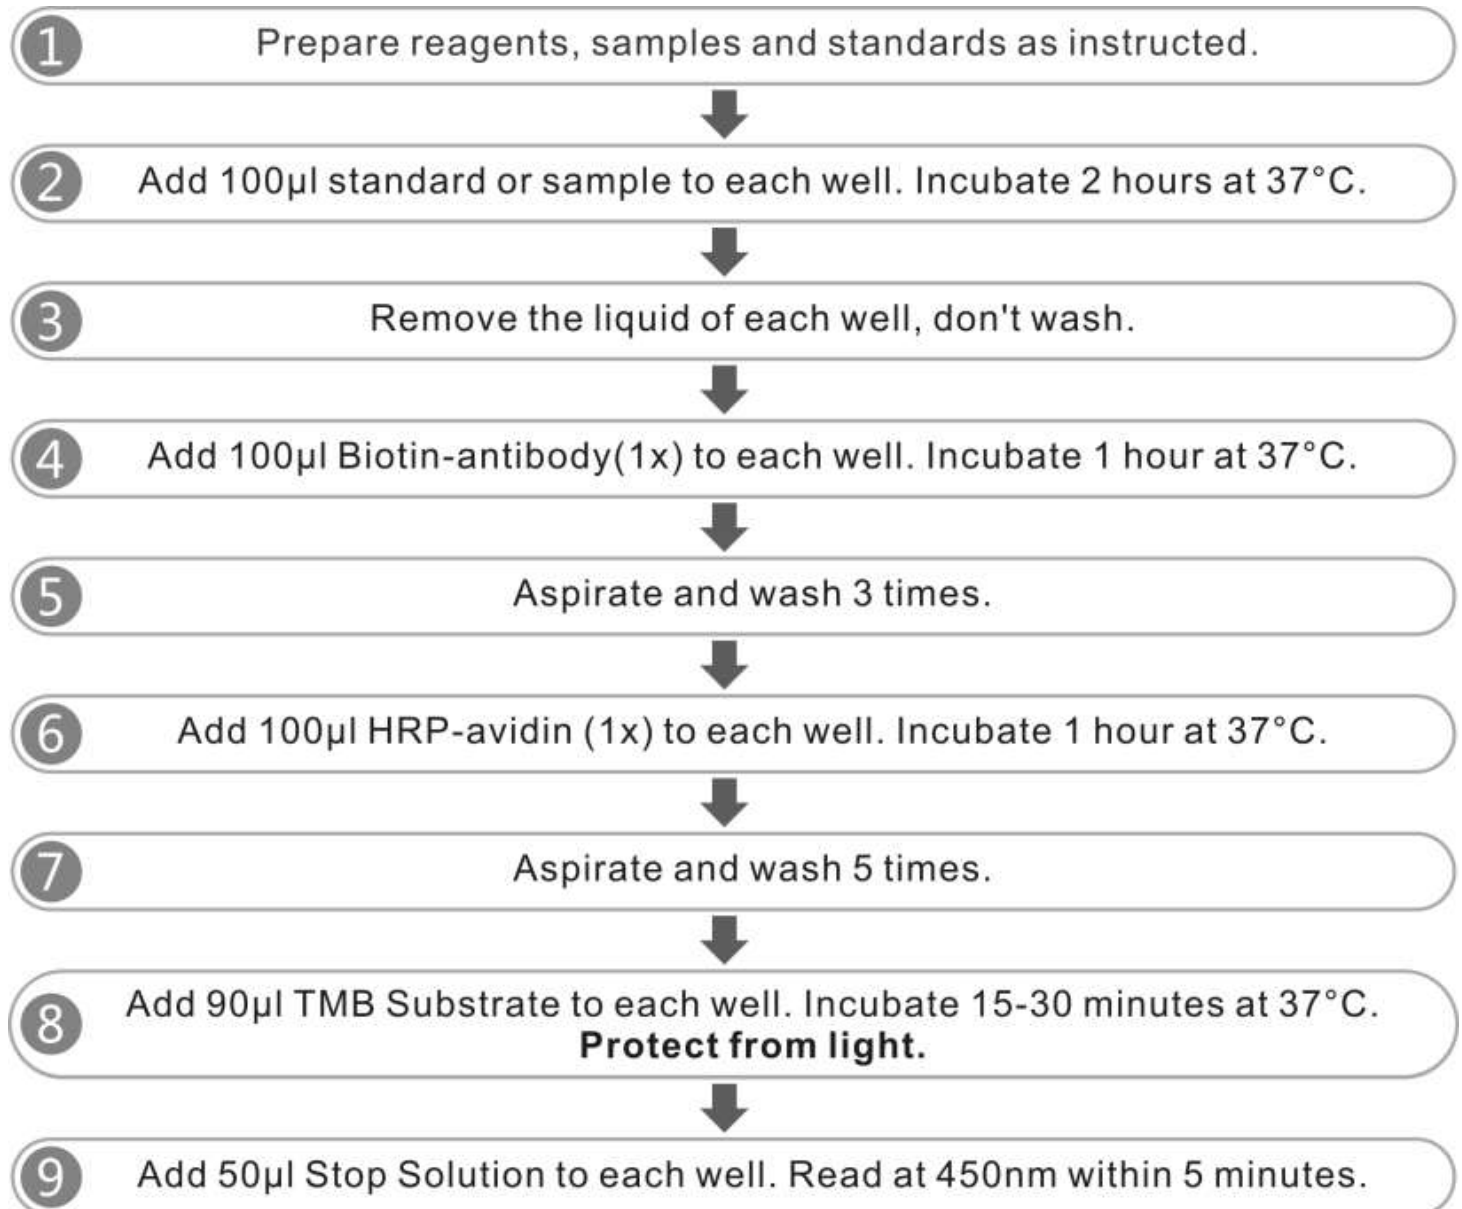 1 Prepare reagents, samples and standards as instructed.
2 Add 100µl standard or sample to each well. Incubate 2 hours at 37°C.
3 Remove the liquid of each well, don't wash.
4 Add 100µl Biotin-antibody(1x) to each well. Incubate 1 hour at 37°C.
5 Aspirate and wash 3 times.
6 Add 100µl HRP-avidin (1x) to each well. Incubate 1 hour at 37°C.
7 Aspirate and wash 5 times.
8 Add 90µl TMB Substrate to each well. Incubate 15-30 minutes at 37°C.
Protect from light.
9 Add 50µl Stop Solution to each well. Read at 450nm within 5 minutes.